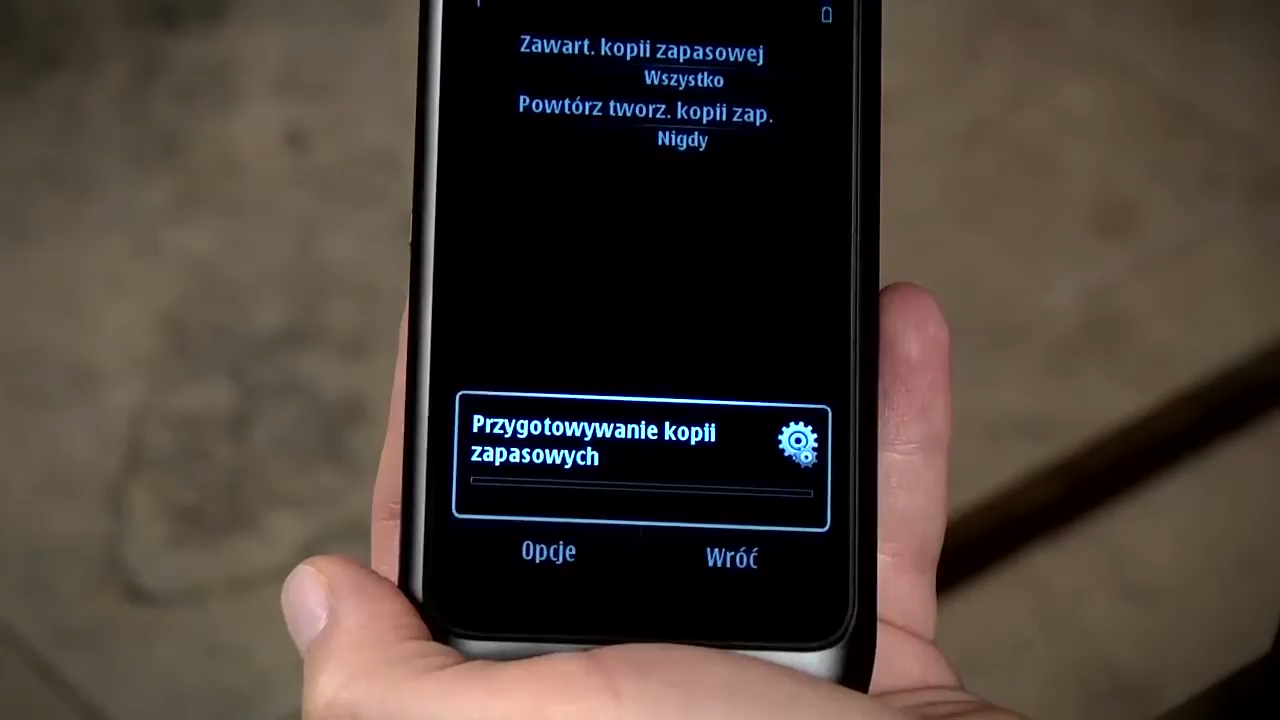 Zawart. kopii zapasowej
Wszystko
Powtórz tworz. kopii zap.
Nigdy
Przygotowywanie kopii
zapasowych
Opcje
Wróć